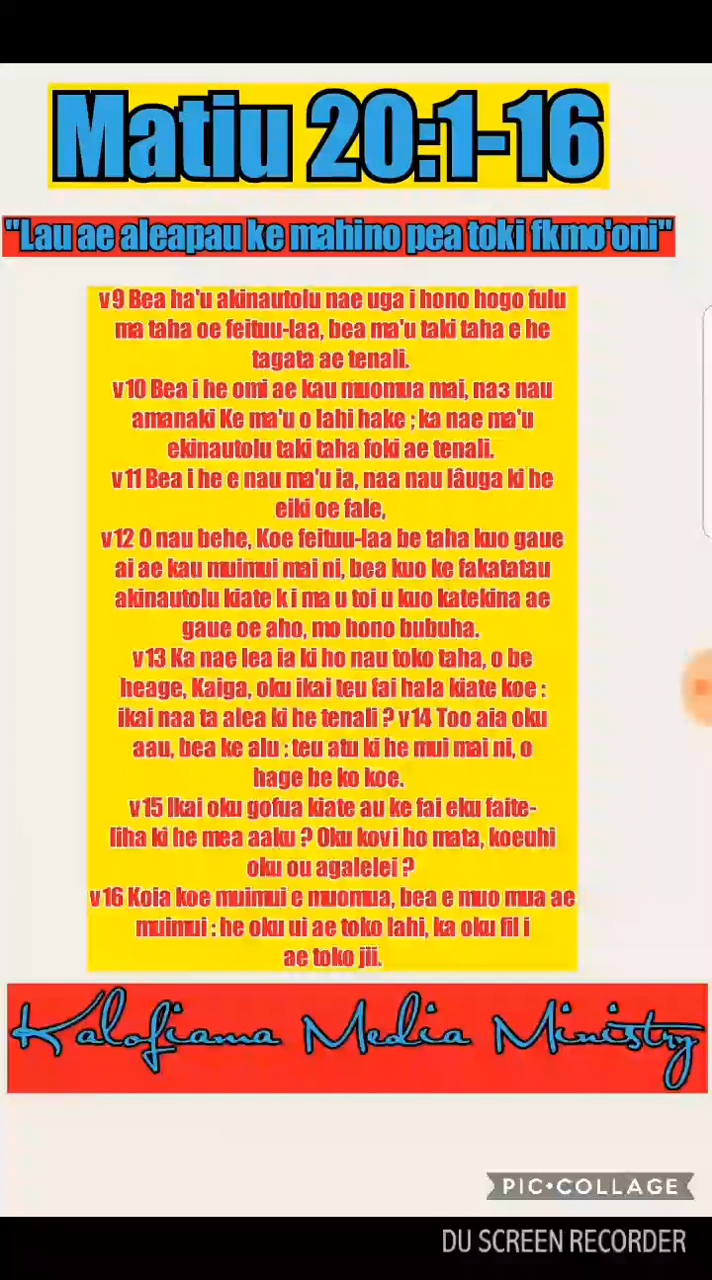 Matiu 20:1-16
"Lau ae aleapau ke mahino pea toki fkmo'oni"
v9 Bea ha'u akinautolu nae uga i hono hogo fulu
ma taha oe feituu-laa, bea ma'u taki taha e he
tagata ae tenali.
v10 Bea i he omi ae kau muomua mai, naз nau
amanaki Ke ma'u o lahi hake ; ka nae ma'u
ekinautolu taki taha foki ae tenali.
v11 Bea i he e nau ma'u ia, naa nau lâuga ki he
eiki oe fale,
v12 O nau behe, Koe feituu-laa be taha kuo gaue
ai ae kau muimui mai ni, bea kuo ke fakatatau
akinautolu kiate k i ma u toi u kuo katekina ae
gaue oe aho, mo hono bubuha.
v13 Ka nae lea ia ki ho nau toko taha, o be
heage, Kaiga, oku ikai teu fai hala kiate koe :
ikai naa ta alea ki he tenali ? v14 Too aia oku
aau, bea ke alu : teu atu ki he mui mai ni, o
hage be ko koe.
v15 Ikai oku gofua kiate au ke fai eku faite-
liha ki he mea aaku ? Oku kovi ho mata, koeuhi
oku ou agalelei ?
v16 Koia koe muimui e muomua, bea e muo mua ae
muimui : he oku ui ae toko lahi, ka oku fil i
ae toko jii.
Kalofiama Media Ministry
PIC•COLLAGE
DU SCREEN RECORDER